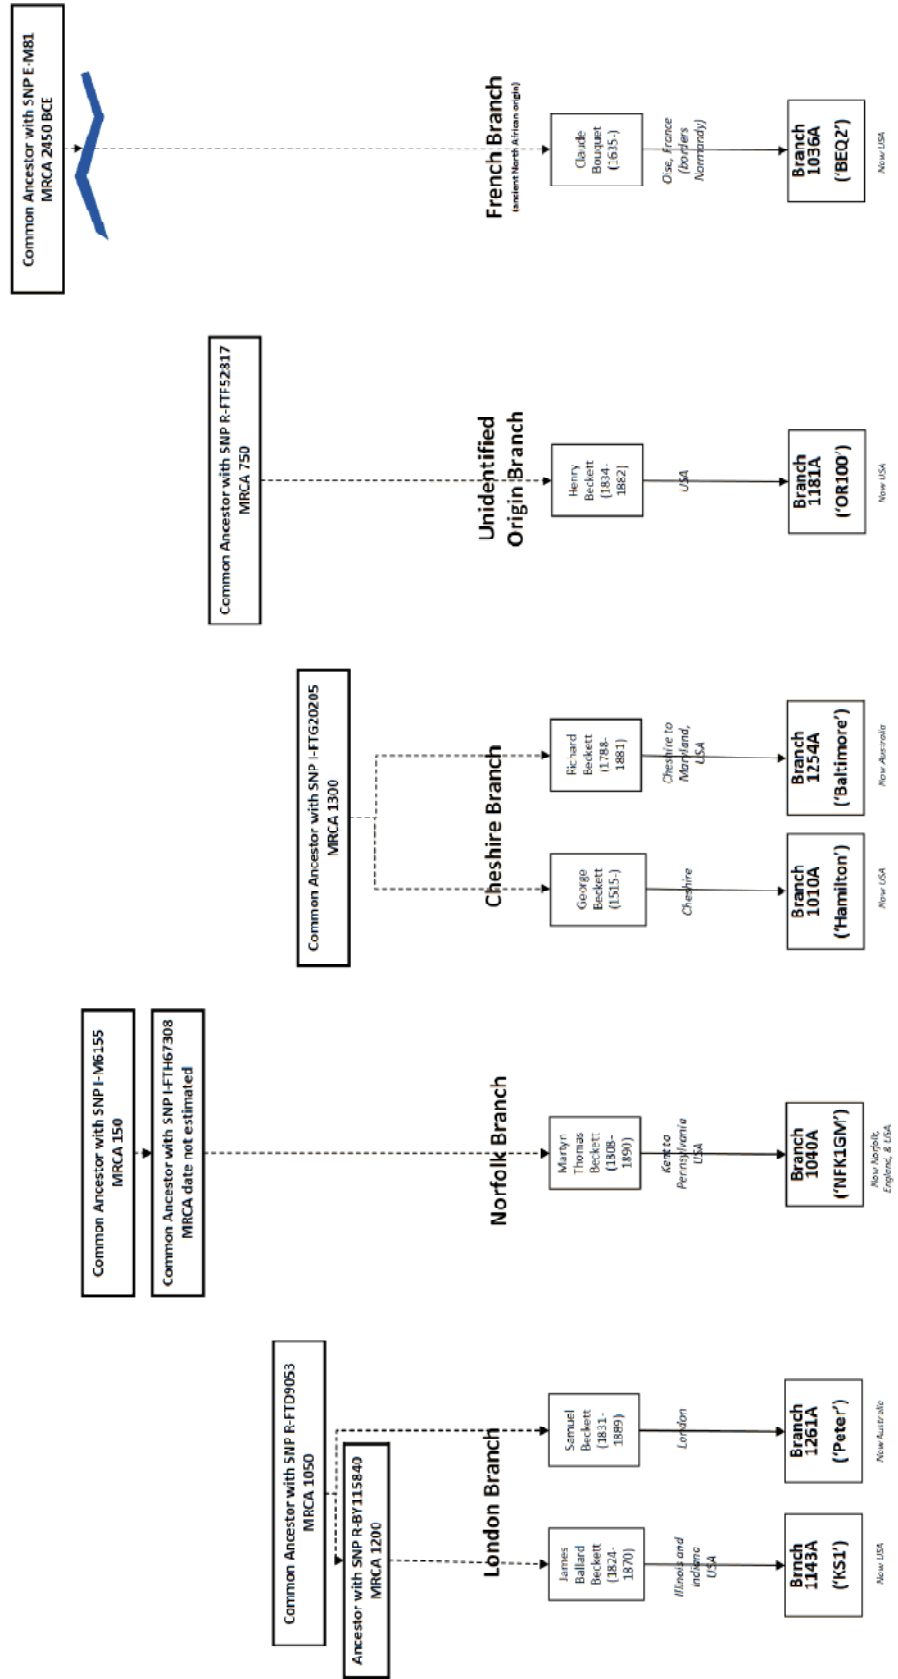 Common Ancestor with SNP R-FTD9053
MRCA 1050
Ancestor with SNP R-BY115840
MRCA 1200
London Branch
James
Ballard
Beckett
(1824-
1870)
Illinois and
Indiana
USA
Brnch
1143A
('KS1')
Now USA
Samuel
Beckett
(1831-
1889)
London
Branch
1261A
('Peter')
Now Australia
Common Ancestor with SNP I-M6155
MRCA 150
Common Ancestor with SNP I-FTH67308
MRCA date not estimated
Norfolk Branch
Martyn
Thomas
Beckett
(1808-
1890)
Kent to
Pennsylvania
USA
Branch
1040A
('NFK1GM')
Now Norfolk,
England, & USA
Common Ancestor with SNP I-FTG20205
MRCA 1300
Cheshire Branch
George
Beckett
(1515-)
Cheshire
Branch
1010A
('Hamilton')
Now USA
Richard
Beckett
(1788-
1881)
Cheshire to
Maryland,
USA
Branch
1254A
('Baltimore')
Now Australia
Common Ancestor with SNP R-FTF52817
MRCA 750
Unidentified
Origin Branch
Henry
Beckett
(1834-
1882)
USA
Branch
1181A
('OR100')
Now USA
Common Ancestor with SNP E-M81
MRCA 2450 BCE
French Branch
(ancient North African origin)
Claude
Bouquet
(1635-)
Oise, France
(borders
Normandy)
Branch
1036A
('BEQ2')
Now USA